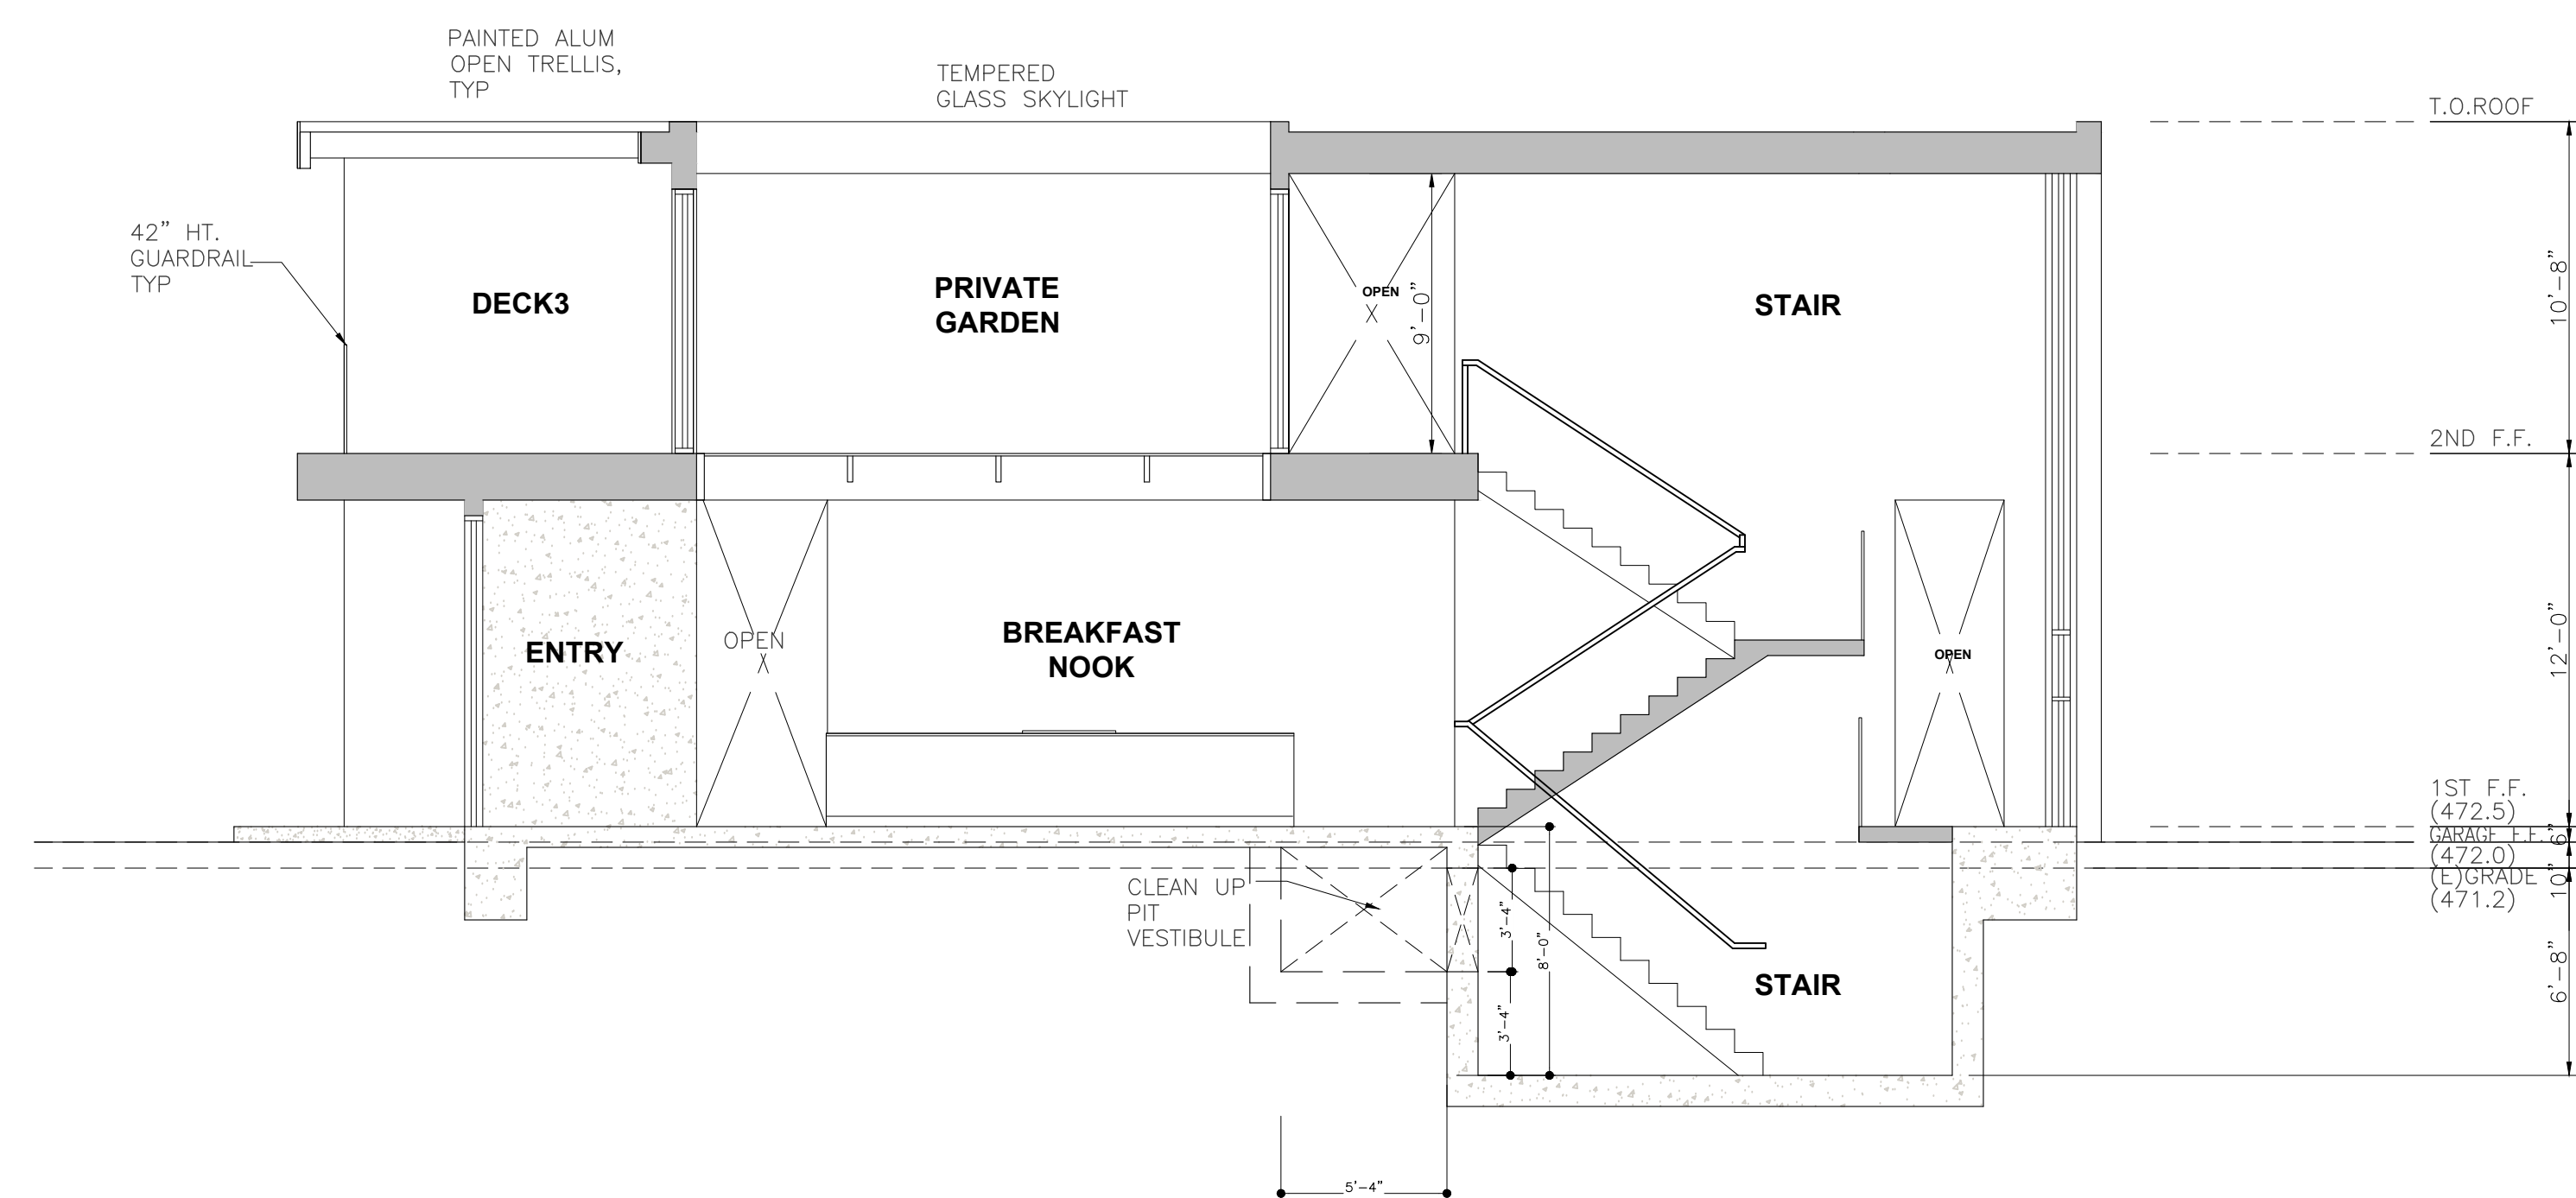 PAINTED ALUM
OPEN TRELLIS,
TYP
TEMPERED
GLASS SKYLIGHT
T.O.ROOF
42” HT.
GUARDRAIL
TYP
DECK3
PRIVATE
GARDEN
OPEN
9’-0”
STAIR
10’-8”
2ND F.F.
ENTRY
OPEN
BREAKFAST
NOOK
OPEN
12’-0”
1ST F.F.
(472.5)
GARAGE F.F.
6”
(472.0)
(E)GRADE
10”
(471.2)
CLEAN UP
PIT
VESTIBULE
3’-4”
8’-0”
3’-4”
STAIR
6’-8”
5’-4”